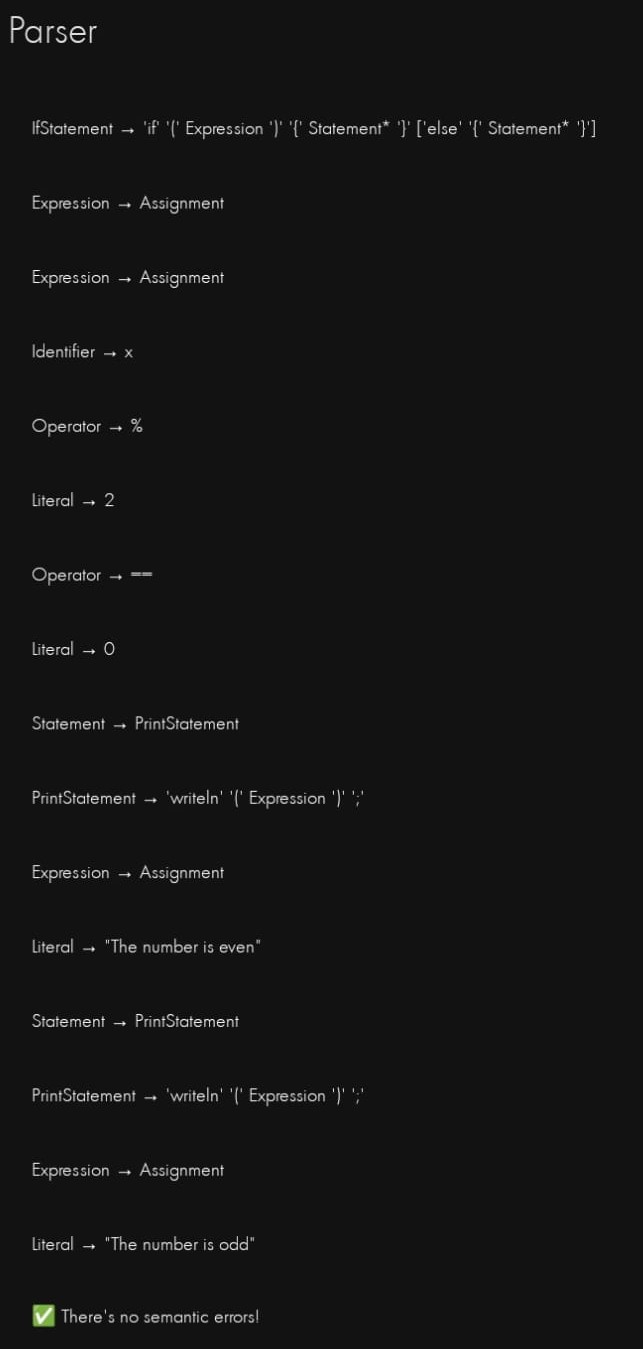 Parser
IfStatement → 'if' '(' Expression ')' '{' Statement* '}' ['else' '{' Statement* '}']
Expression → Assignment
Expression → Assignment
Identifier → x
Operator → %
Literal → 2
Operator → ==
Literal → 0
Statement → PrintStatement
PrintStatement → 'writeln' '(' Expression ')' ';'
Expression → Assignment
Literal → "The number is even"
Statement → PrintStatement
PrintStatement → 'writeln' '(' Expression ')' ';'
Expression → Assignment
Literal → "The number is odd"
✅ There's no semantic errors!